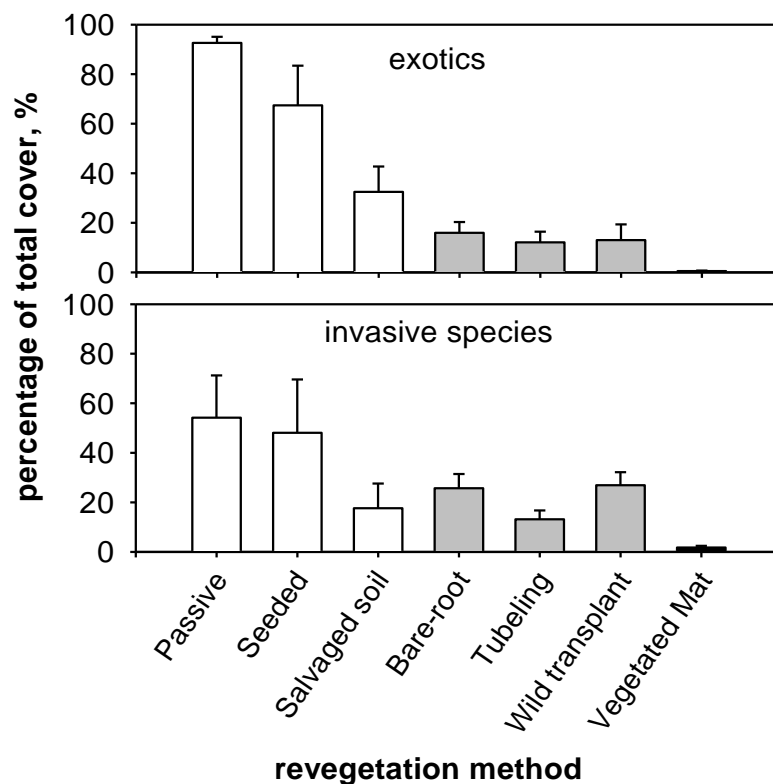 percentage of total cover, %
100
80
60
40
20
0
exotics
100
80
60
40
20
0
invasive species
Passive
Seeded
Salvaged soil
Bare-root
Tubeling
Wild transplant
Vegetated Mat
revegetation method